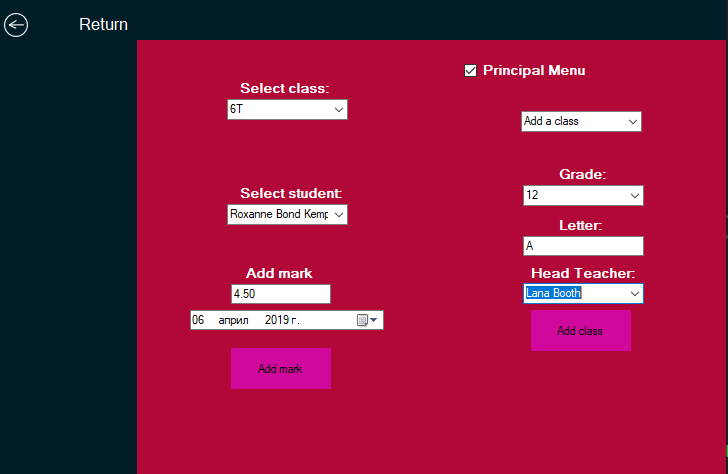 Return
Principal Menu
Select class:
6T
Add a class
Grade:
12
Select student:
Roxanne Bond Kemp
Letter:
A
Add mark
4.50
Head Teacher:
Lana Booth
06 април 2019 г.
Add class
Add mark